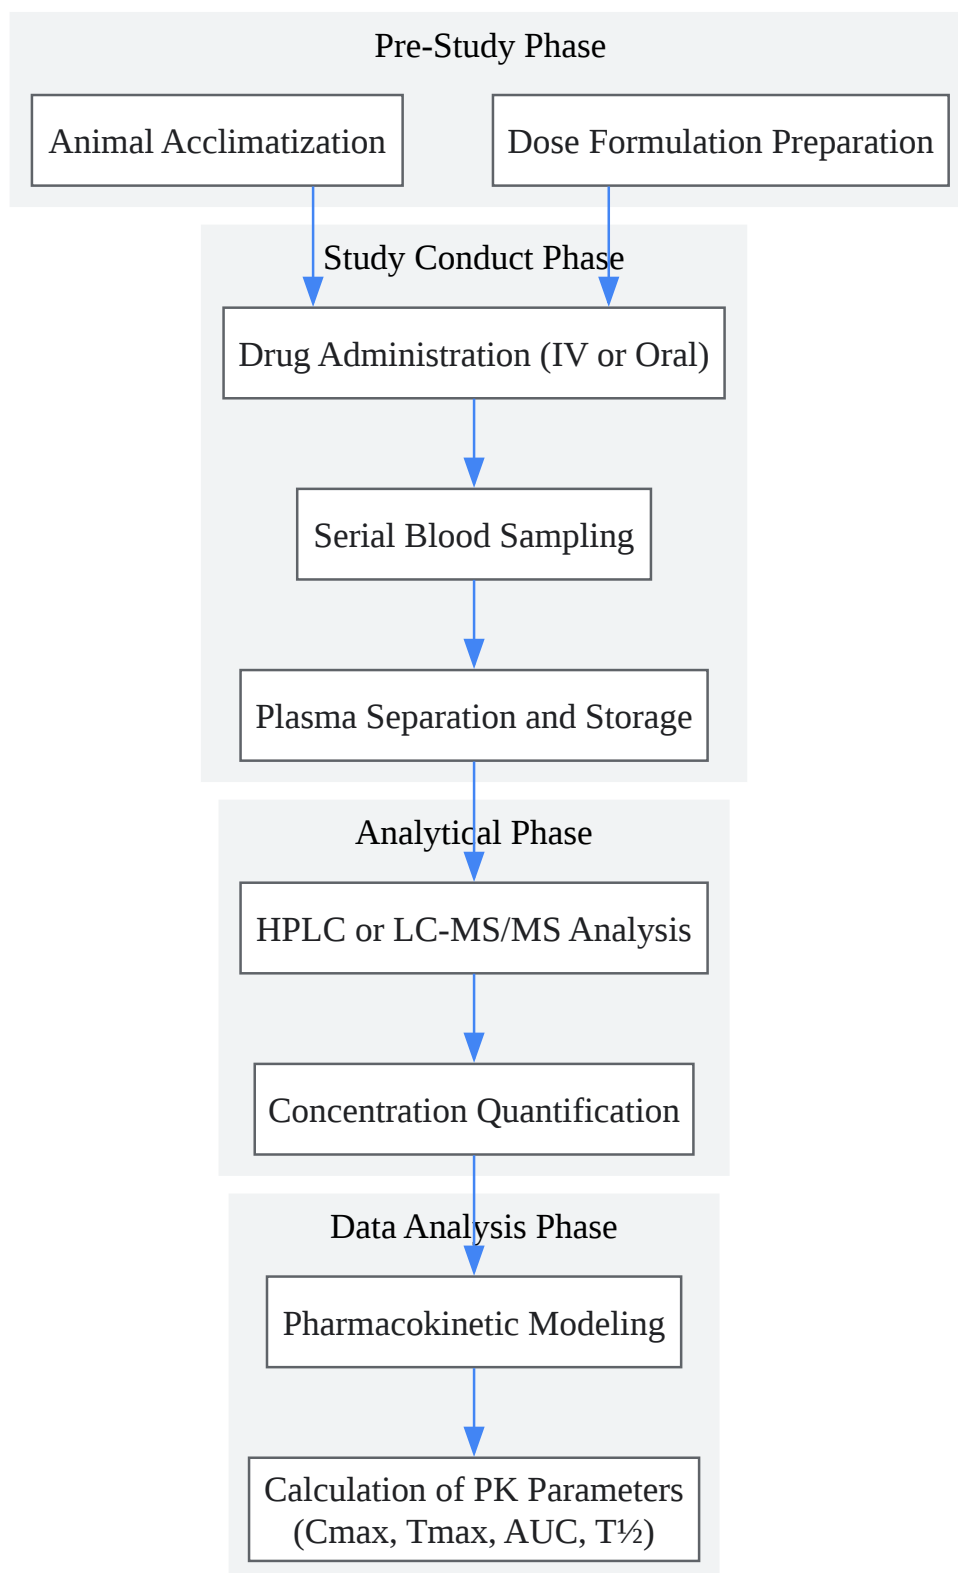 Pre-Study Phase
Animal Acclimatization
Dose Formulation Preparation
Study Conduct Phase
Drug Administration (IV or Oral)
Serial Blood Sampling
Plasma Separation and Storage
Analytical Phase
HPLC or LC-MS/MS Analysis
Concentration Quantification
Data Analysis Phase
Pharmacokinetic Modeling
Calculation of PK Parameters
(Cmax, Tmax, AUC, T½)